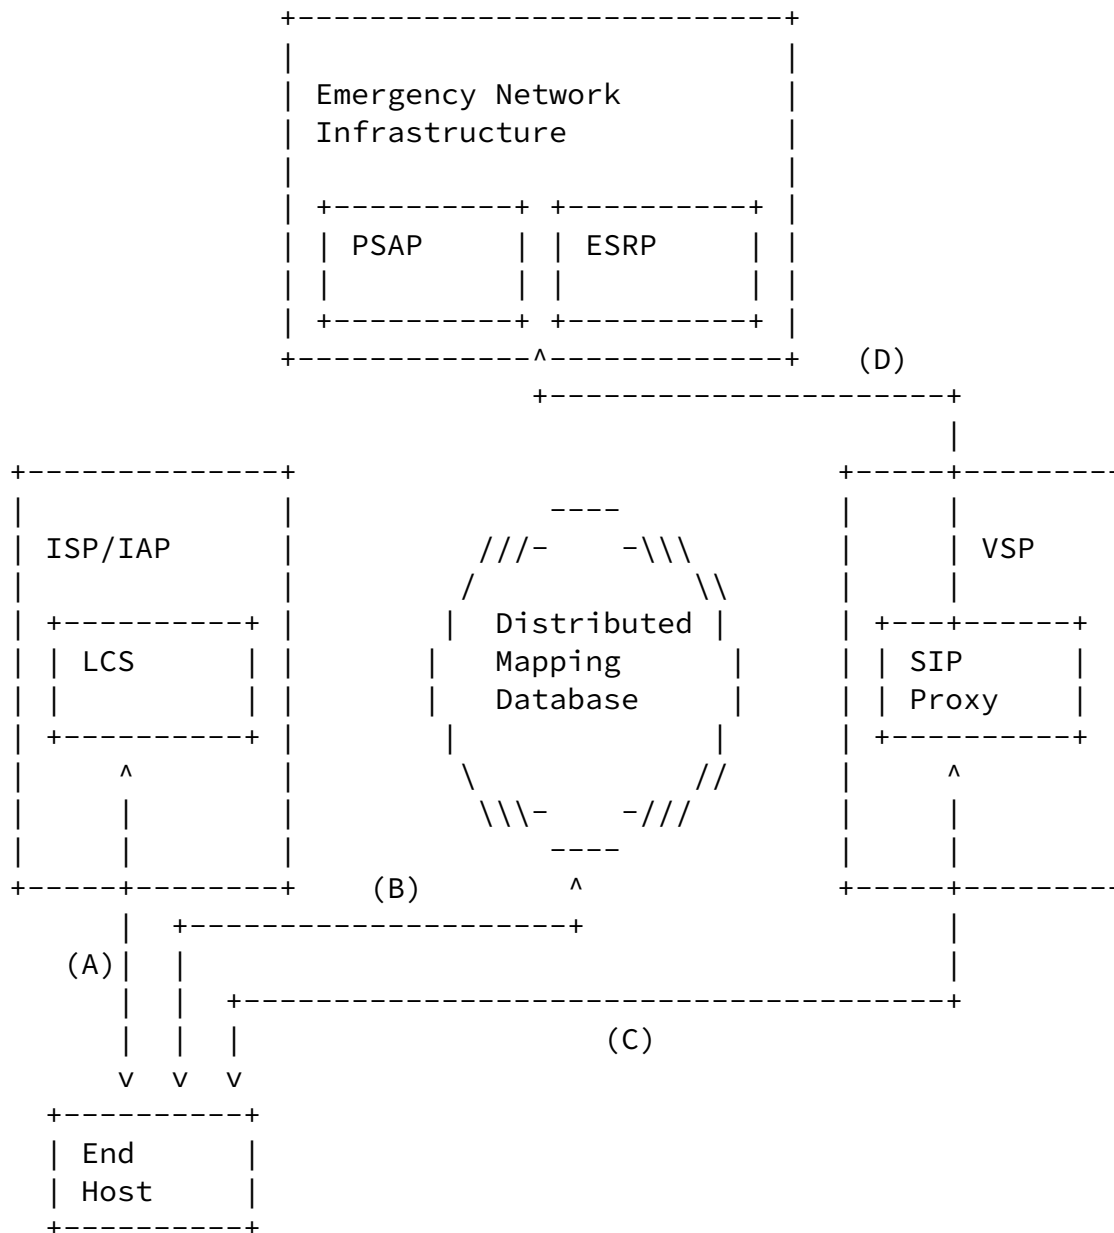 Emergency Network
Infrastructure
PSAP ESRP
(D)
ISP/IAP VSP
Distributed
LCS Mapping SIP
Database Proxy
(B)
(A)
(C)
End
Host